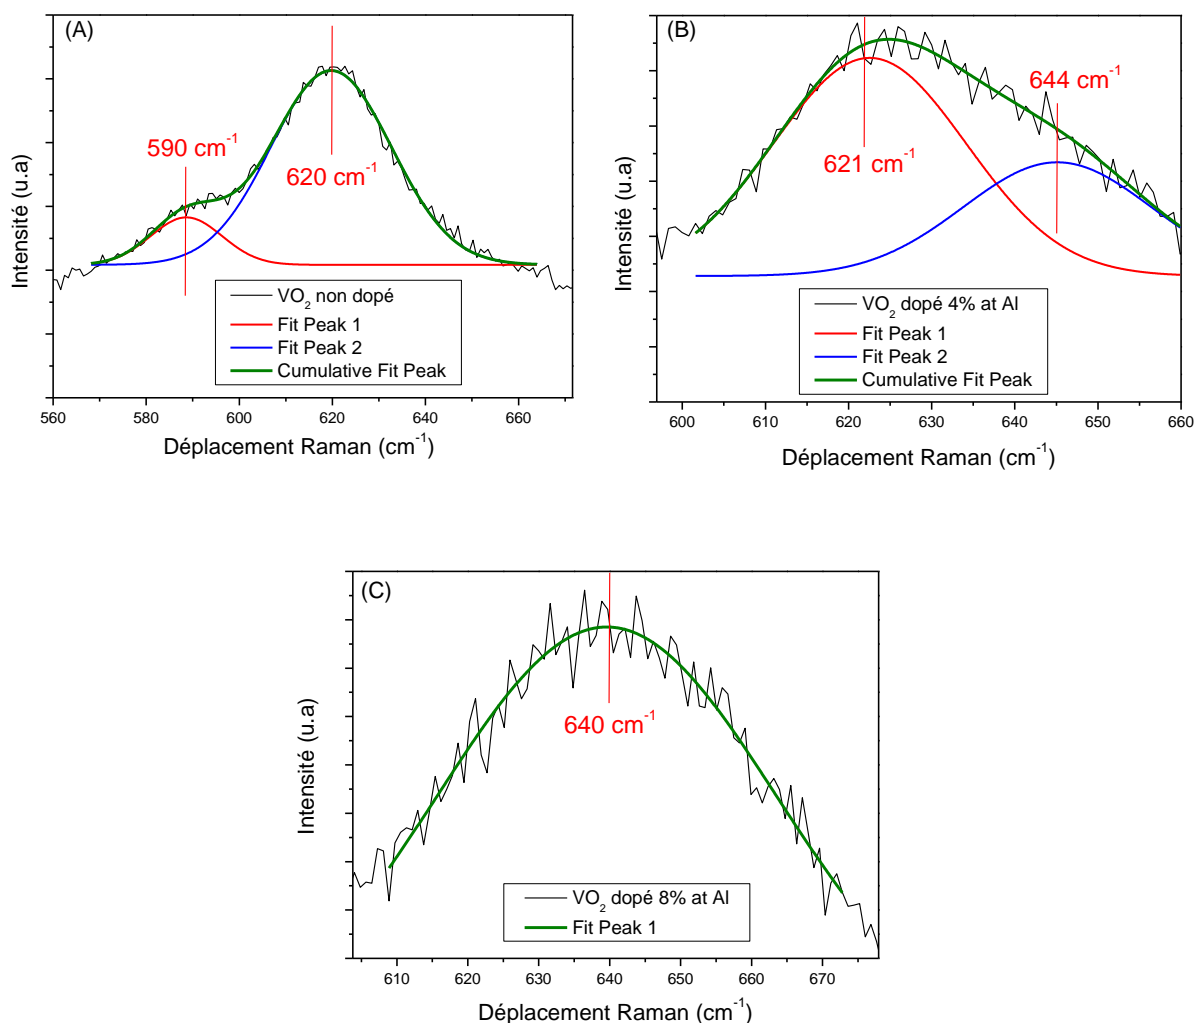 (A)
590 cm⁻¹
620 cm⁻¹
Intensité (u.a)
VO₂ non dopé
Fit Peak 1
Fit Peak 2
Cumulative Fit Peak
560 580 600 620 640 660
Déplacement Raman (cm⁻¹)
(B)
644 cm⁻¹
621 cm⁻¹
Intensité (u.a)
VO₂ dopé 4% at Al
Fit Peak 1
Fit Peak 2
Cumulative Fit Peak
600 610 620 630 640 650 660
Déplacement Raman (cm⁻¹)
(C)
640 cm⁻¹
Intensité (u.a)
VO₂ dopé 8% at Al
Fit Peak 1
610 620 630 640 650 660 670
Déplacement Raman (cm⁻¹)